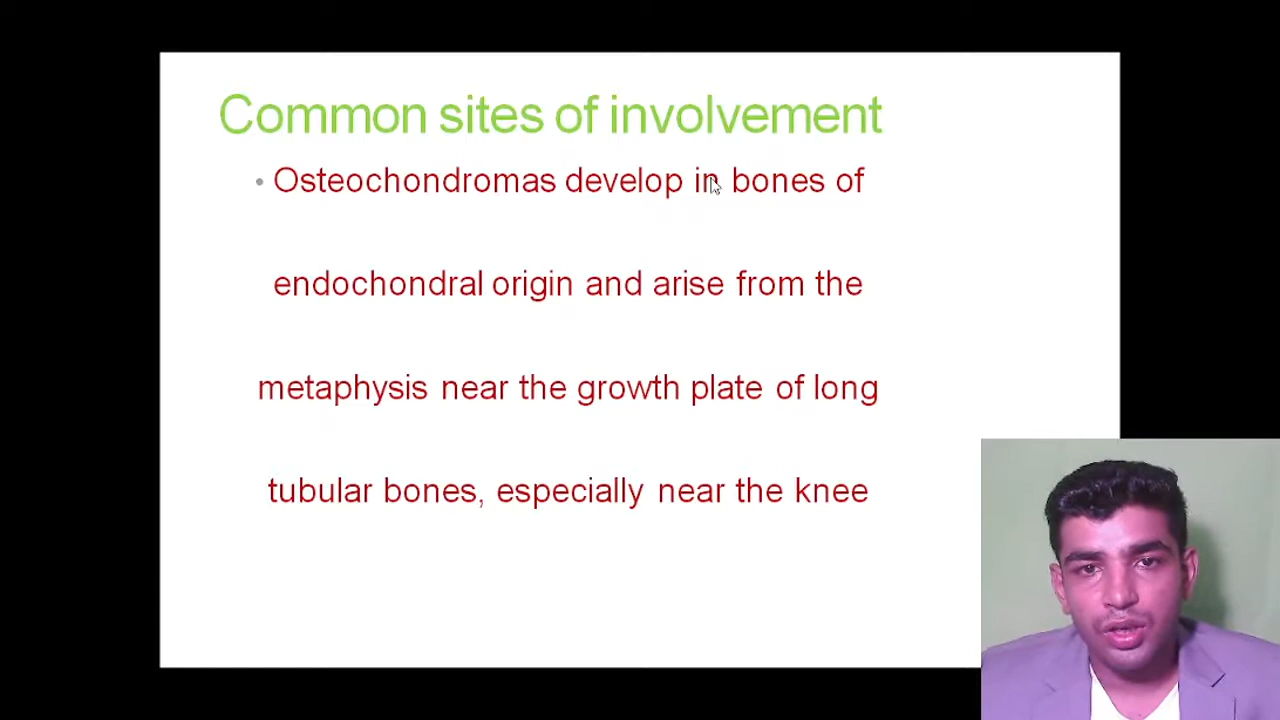 Common sites of involvement
• Osteochondromas develop in bones of
endochondral origin and arise from the
metaphysis near the growth plate of long
tubular bones, especially near the knee